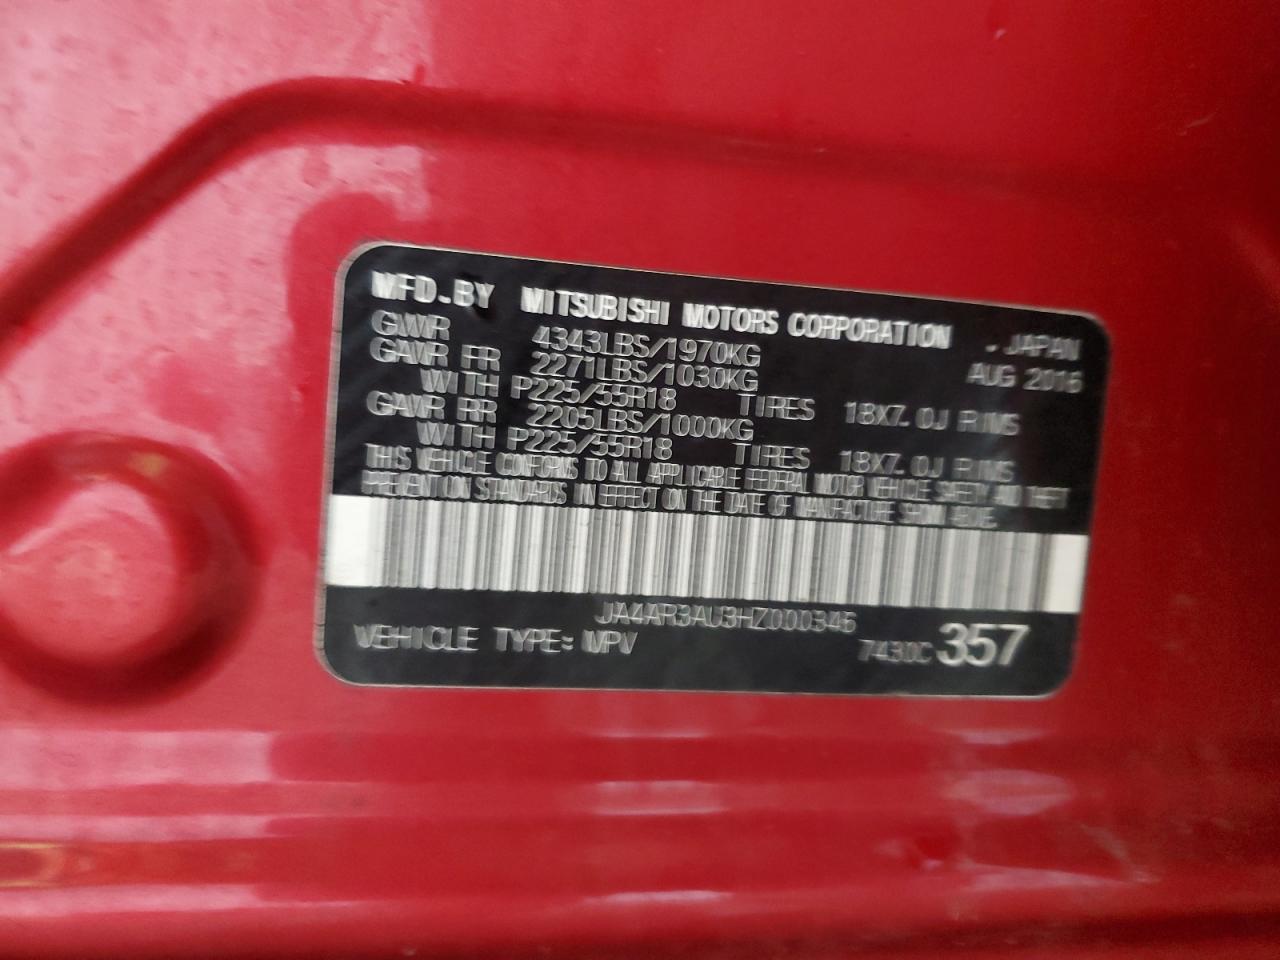 MFD. BY MITSUBISHI MOTORS CORPORATION . JAPAN
GVWR 4343LBS/1970KG AUG 2016
GAWR FR 2271LBS/1030KG
WITH P225/55R18 TIRES 18X7.0J RIMS
GAWR RR 2205LBS/1000KG
WITH P225/55R18 TIRES 18X7.0J RIMS
THIS VEHICLE CONFORMS TO ALL APPLICABLE FEDERAL MOTOR VEHICLE SAFETY AND THEFT
PREVENTION STANDARDS IN EFFECT ON THE DATE OF MANUFACTURE SHOWN ABOVE.
JA4AR3AU3HZ000346
VEHICLE TYPE: MPV 7430C 357